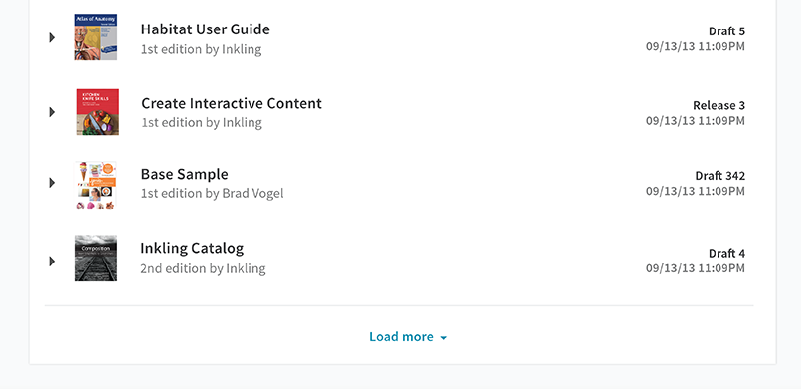 Atlas of Anatomy
Habitat User Guide
1st edition by Inkling
Draft 5
09/13/13 11:09PM
KITCHEN
KNIFE SKILLS
Create Interactive Content
1st edition by Inkling
Release 3
09/13/13 11:09PM
Base Sample
1st edition by Brad Vogel
Draft 342
09/13/13 11:09PM
Composition
Inkling Catalog
2nd edition by Inkling
Draft 4
09/13/13 11:09PM
Load more